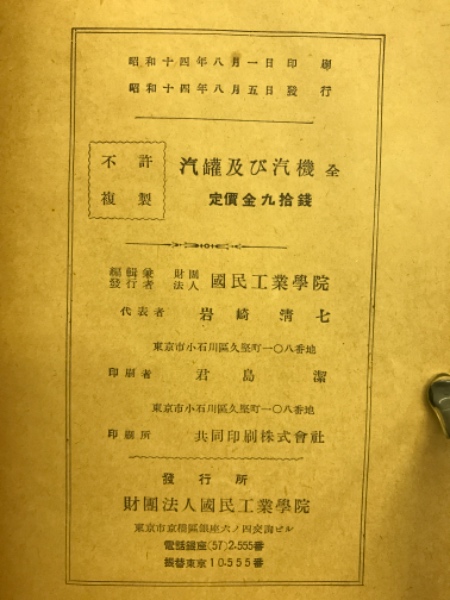 昭和十四年八月一日印刷
昭和十四年八月五日發行
不許
複製
汽罐及び汽機 全
定價金九拾錢
編輯兼
發行者
財團
法人
國民工業學院
代表者 岩崎清七
東京市小石川區久堅町一〇八番地
印刷者 君島潔
東京市小石川區久堅町一〇八番地
印刷所 共同印刷株式會社
發行所
財團法人國民工業學院
東京市京橋區銀座六ノ四交詢ビル
電話銀座(57)2,555番
振替東京10,555番